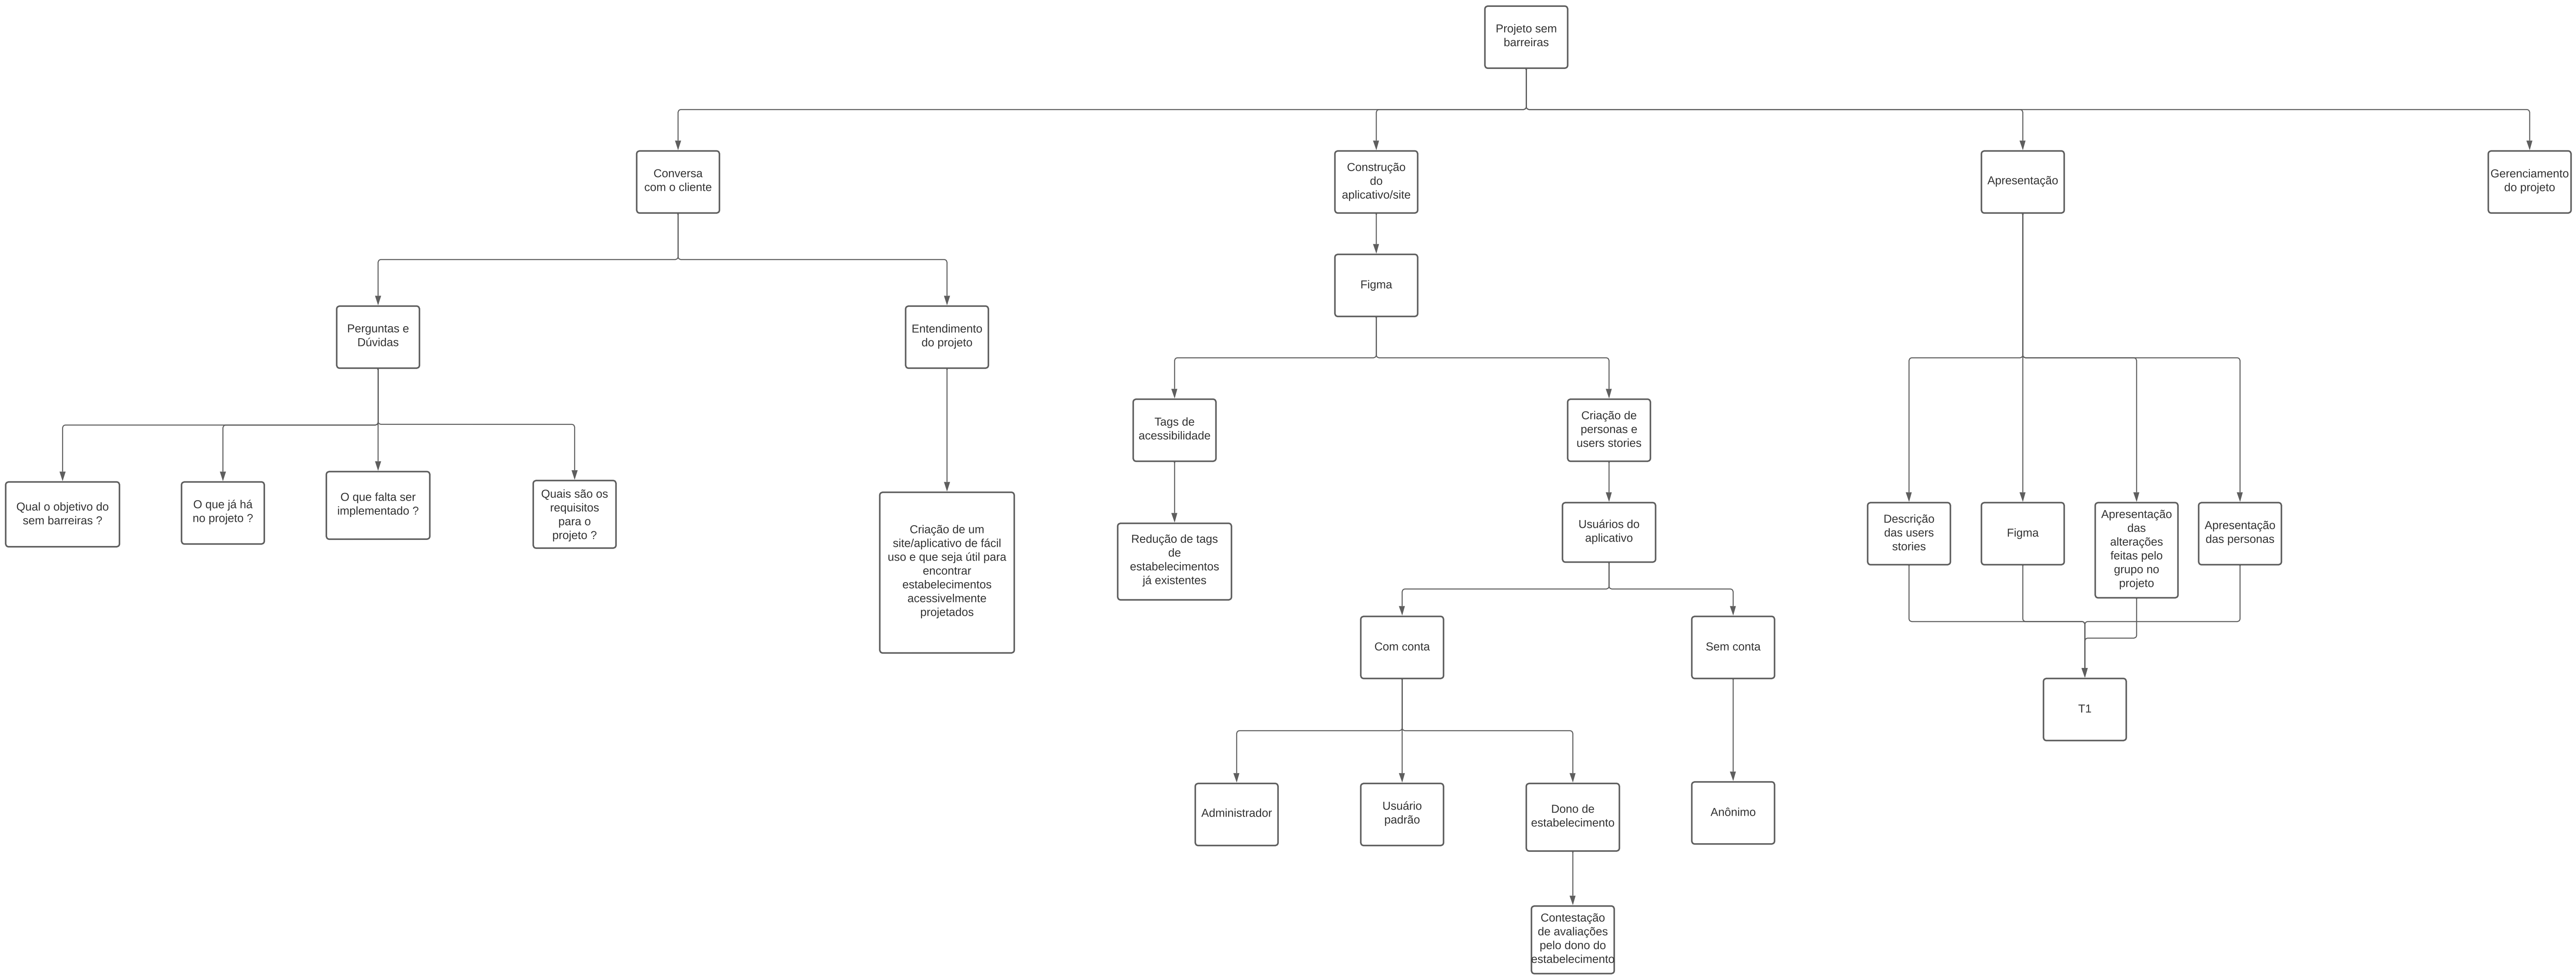 Projeto sem
barreiras
Conversa
com o cliente
Construção
do
aplicativo/site
Apresentação
Gerenciamento
do projeto
Figma
Perguntas e
Dúvidas
Entendimento
do projeto
Tags de
acessibilidade
Criação de
personas e
users stories
Qual o objetivo do
sem barreiras ?
O que já há
no projeto ?
O que falta ser
implementado ?
Quais são os
requisitos
para o
projeto ?
Criação de um
site/aplicativo de fácil
uso e que seja útil para
encontrar
estabelecimentos
acessivelmente
projetados
Redução de tags
de
estabelecimentos
já existentes
Usuários do
aplicativo
Descrição
das users
stories
Figma
Apresentação
das
alterações
feitas pelo
grupo no
projeto
Apresentação
das personas
Com conta
Sem conta
T1
Administrador
Usuário
padrão
Dono de
estabelecimento
Anônimo
Contestação
de avaliações
pelo dono do
estabelecimento